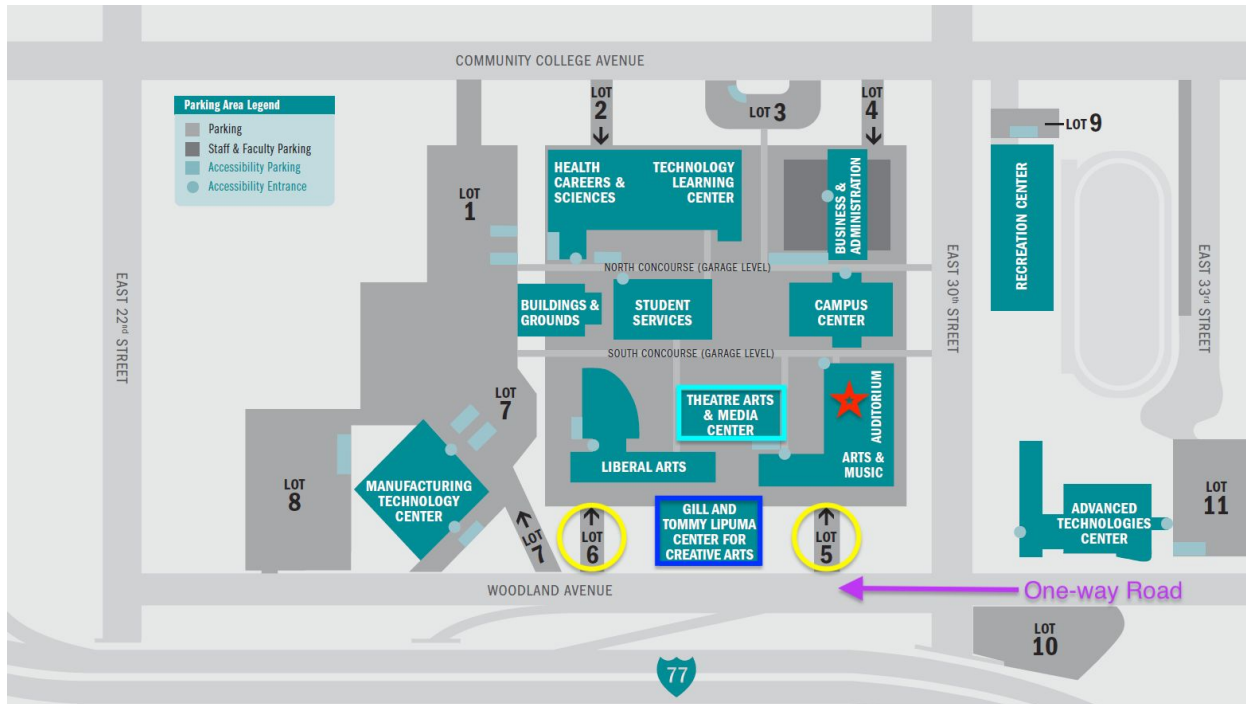 COMMUNITY COLLEGE AVENUE
Parking Area Legend
Parking
Staff & Faculty Parking
Accessibility Parking
Accessibility Entrance
LOT
2
LOT 3
LOT
4
LOT 9
LOT
1
HEALTH
CAREERS &
SCIENCES
TECHNOLOGY
LEARNING
CENTER
BUSINESS &
ADMINISTRATION
RECREATION CENTER
EAST 22nd STREET
EAST 30th STREET
EAST 33rd STREET
NORTH CONCOURSE (GARAGE LEVEL)
BUILDINGS &
GROUNDS
STUDENT
SERVICES
CAMPUS
CENTER
SOUTH CONCOURSE (GARAGE LEVEL)
LOT
7
THEATRE ARTS
& MEDIA
CENTER
AUDITORIUM
ARTS &
MUSIC
LIBERAL ARTS
LOT
8
MANUFACTURING
TECHNOLOGY
CENTER
LOT
7
LOT
6
GILL AND
TOMMY LIPUMA
CENTER FOR
CREATIVE ARTS
LOT
5
ADVANCED
TECHNOLOGIES
CENTER
LOT
11
WOODLAND AVENUE
One-way Road
LOT
10
77